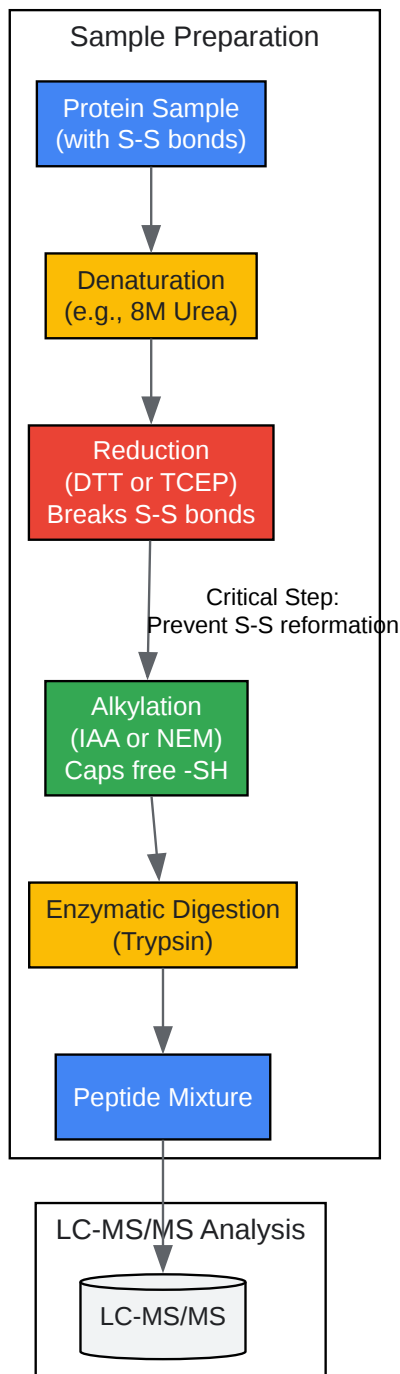 Sample Preparation
Protein Sample
(with S-S bonds)
Denaturation
(e.g., 8M Urea)
Reduction
(DTT or TCEP)
Breaks S-S bonds
Critical Step:
Prevent S-S reformation
Alkylation
(IAA or NEM)
Caps free -SH
Enzymatic Digestion
(Trypsin)
Peptide Mixture
LC-MS/MS Analysis
LC-MS/MS